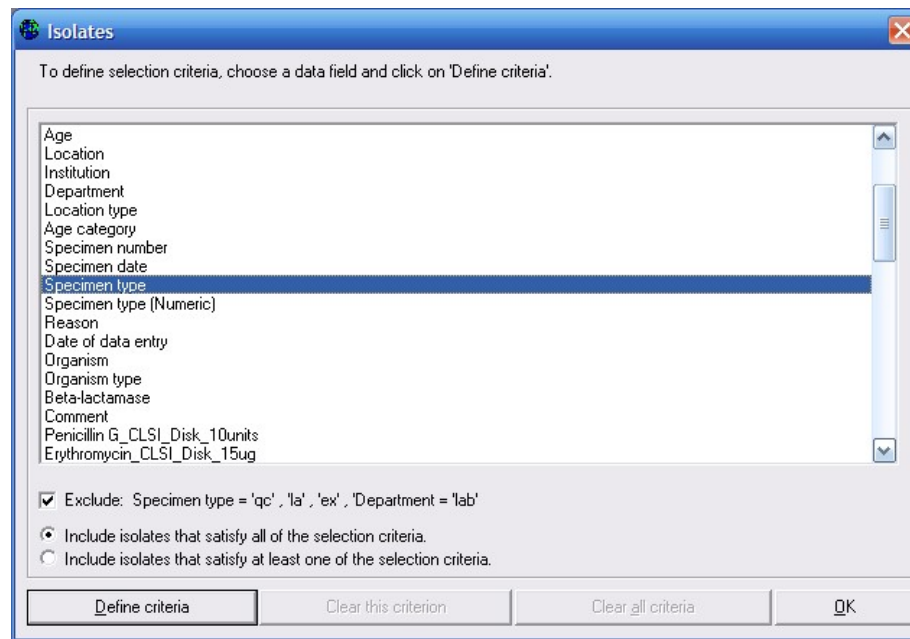 Isolates
To define selection criteria, choose a data field and click on 'Define criteria'.
Age
Location
Institution
Department
Location type
Age category
Specimen number
Specimen date
Specimen type
Specimen type (Numeric)
Reason
Date of data entry
Organism
Organism type
Beta-lactamase
Comment
Penicillin G_CLSI_Disk_10units
Erythromycin_CLSI_Disk_15ug
Exclude: Specimen type = 'qc' , 'la' , 'ex' , 'Department = 'lab'
Include isolates that satisfy all of the selection criteria.
Include isolates that satisfy at least one of the selection criteria.
Define criteria Clear this criterion Clear all criteria OK